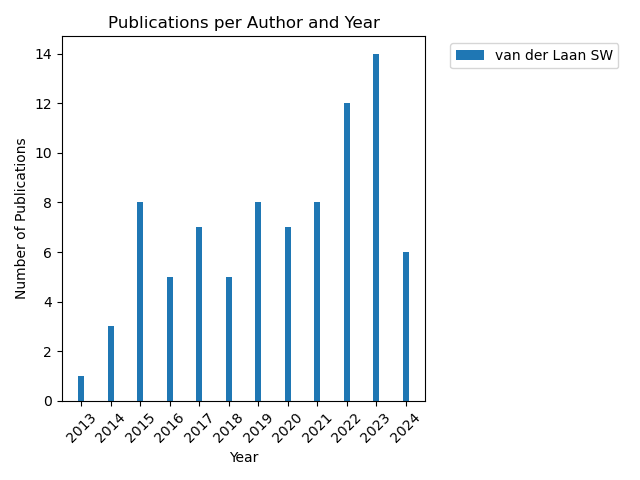 Publications per Author and Year
van der Laan SW
Number of Publications
14
12
10
8
6
4
2
0
2013 2014 2015 2016 2017 2018 2019 2020 2021 2022 2023 2024
Year